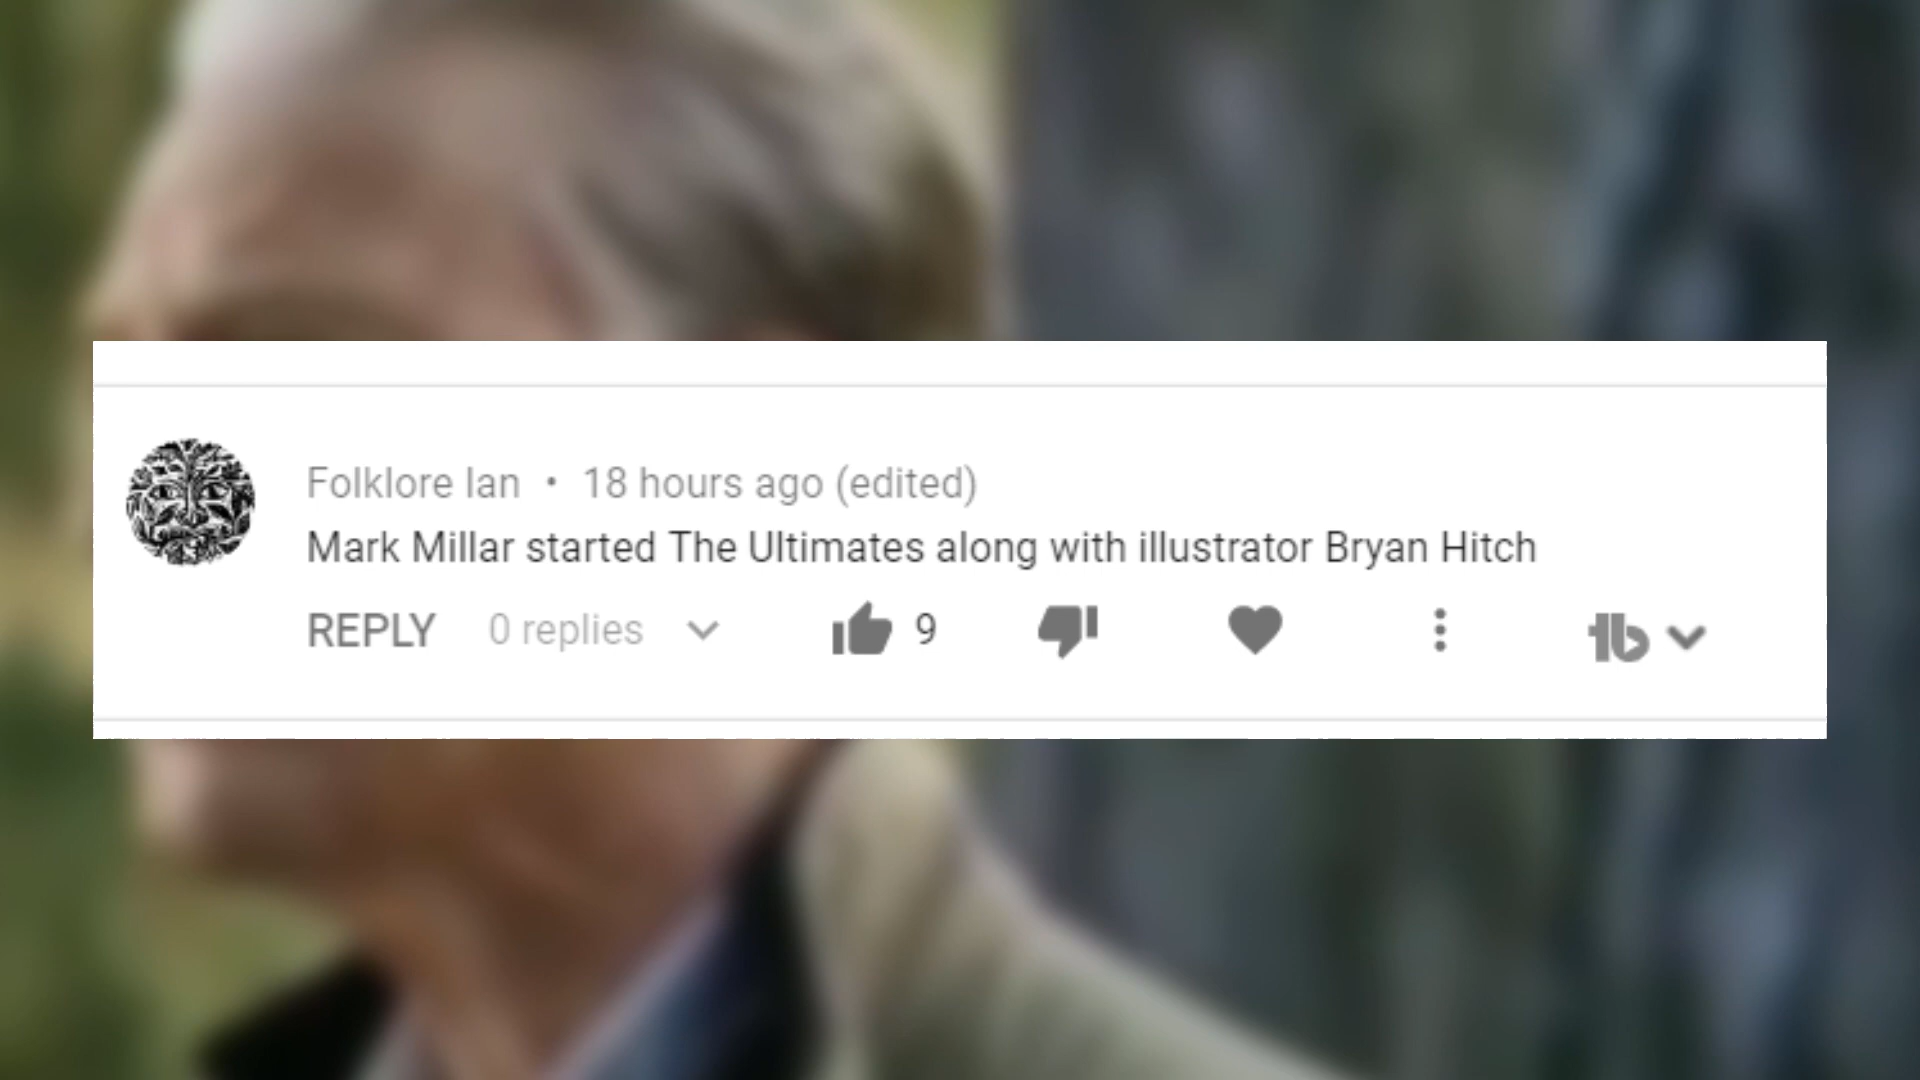 Folklore Ian • 18 hours ago (edited)
Mark Millar started The Ultimates along with illustrator Bryan Hitch
REPLY 0 replies 9